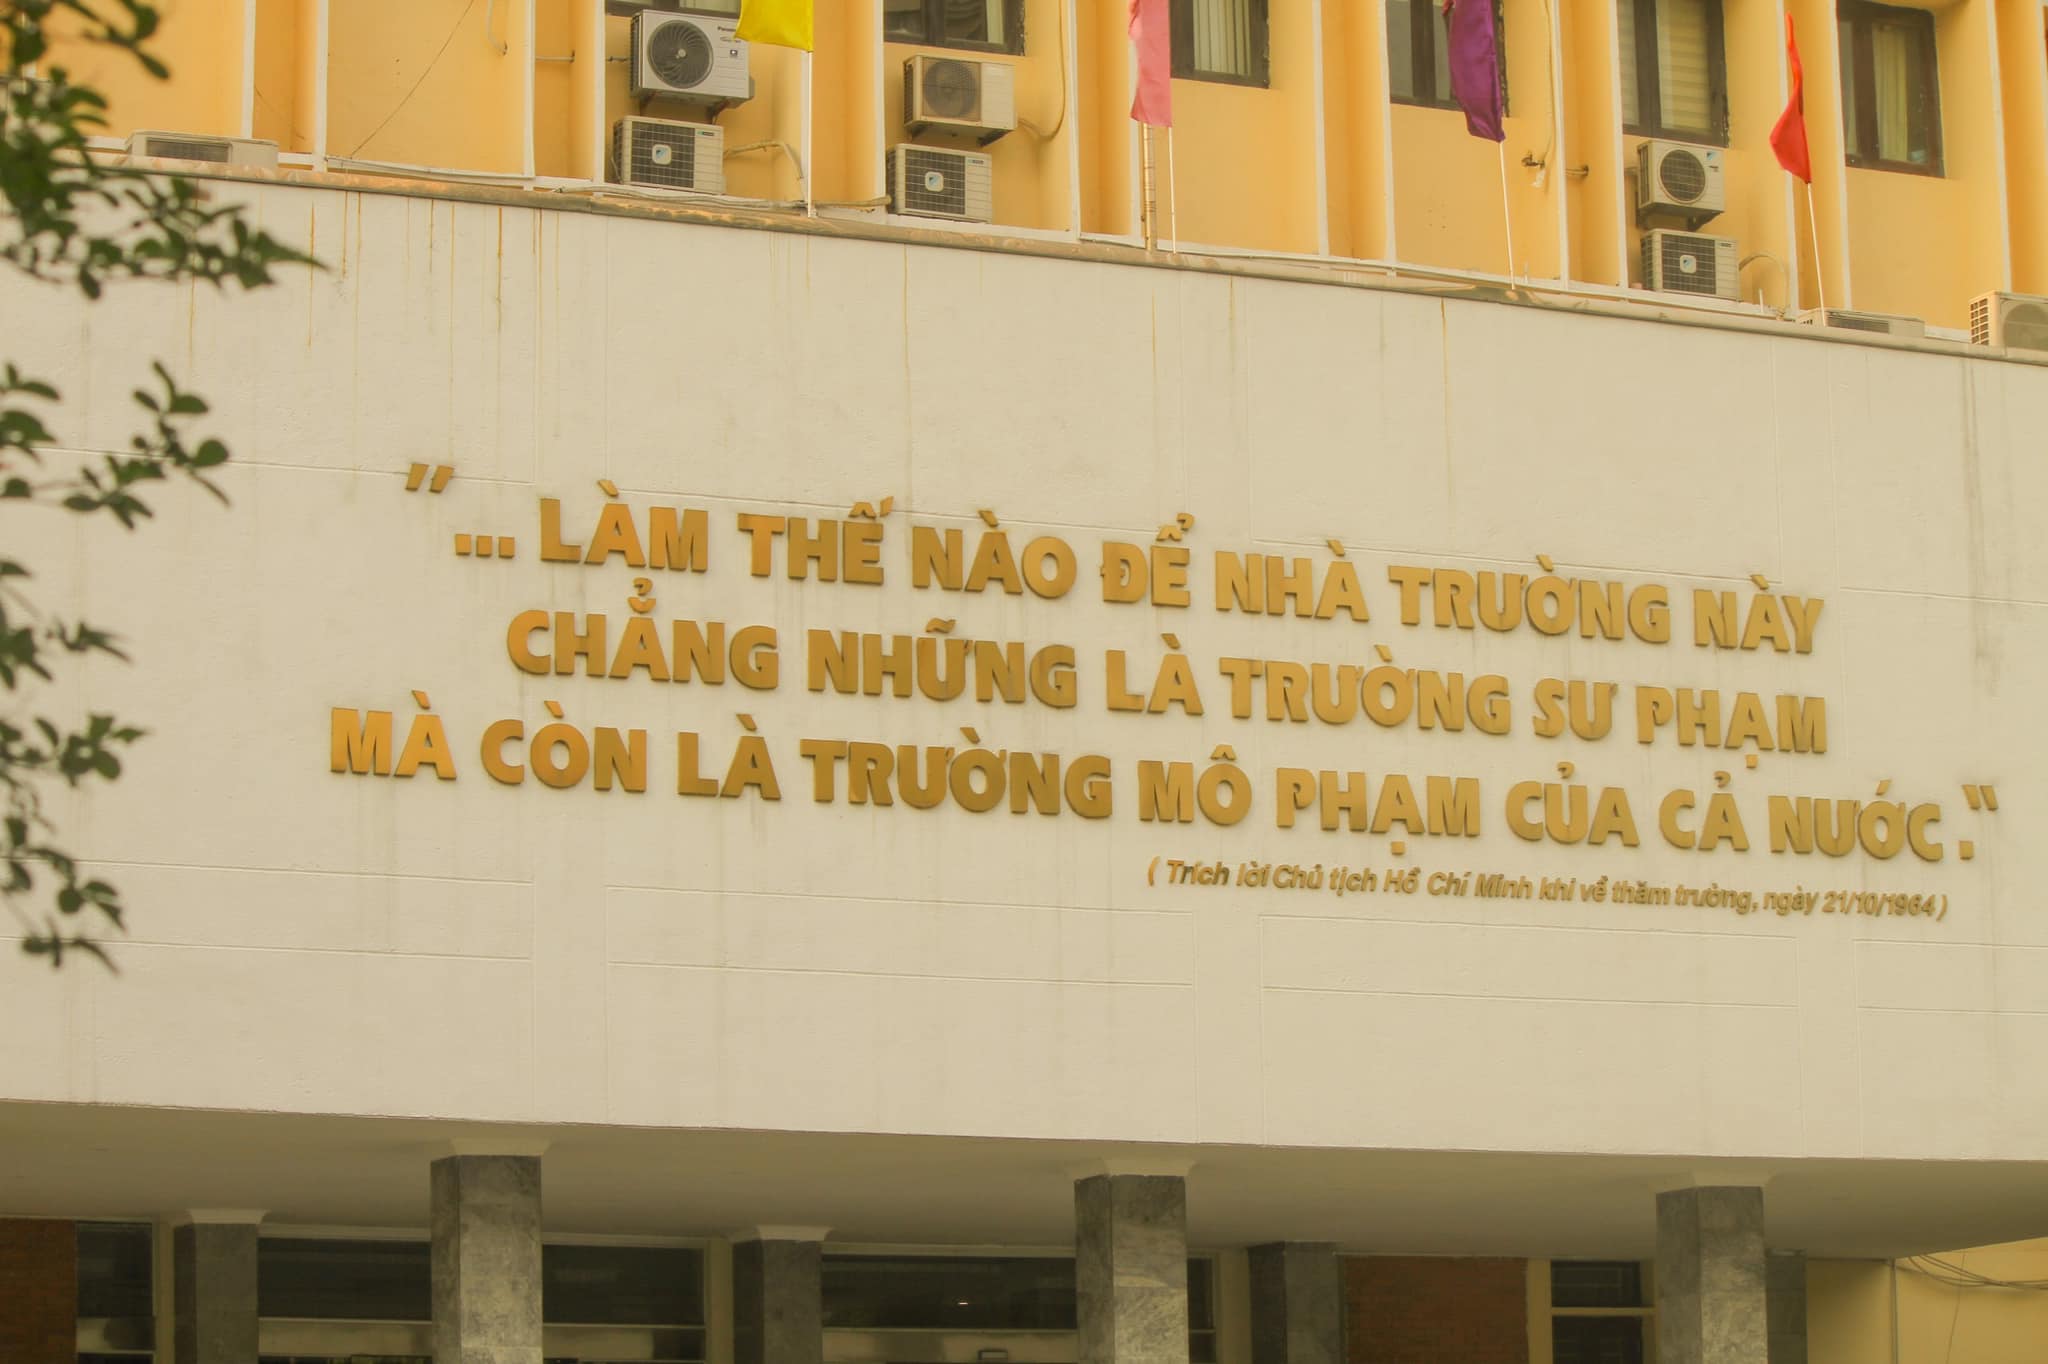 "... LÀM THẾ NÀO ĐỂ NHÀ TRƯỜNG NÀY
CHẲNG NHỮNG LÀ TRƯỜNG SƯ PHẠM
MÀ CÒN LÀ TRƯỜNG MÔ PHẠM CỦA CẢ NƯỚC."
(Trích lời Chủ tịch Hồ Chí Minh khi về thăm trường, ngày 21/10/1964)